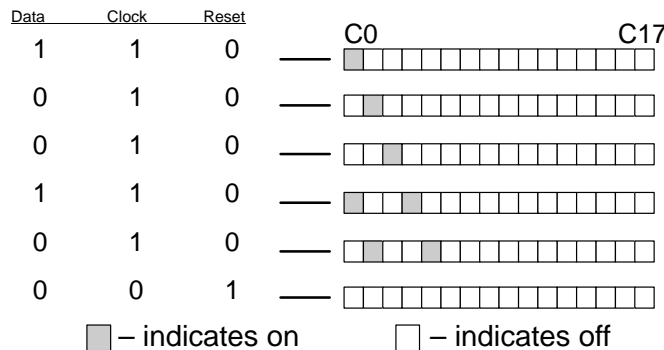 Data Clock Reset
C0 C17
1 1 0
0 1 0
0 1 0
1 1 0
0 1 0
0 0 1
– indicates on – indicates off